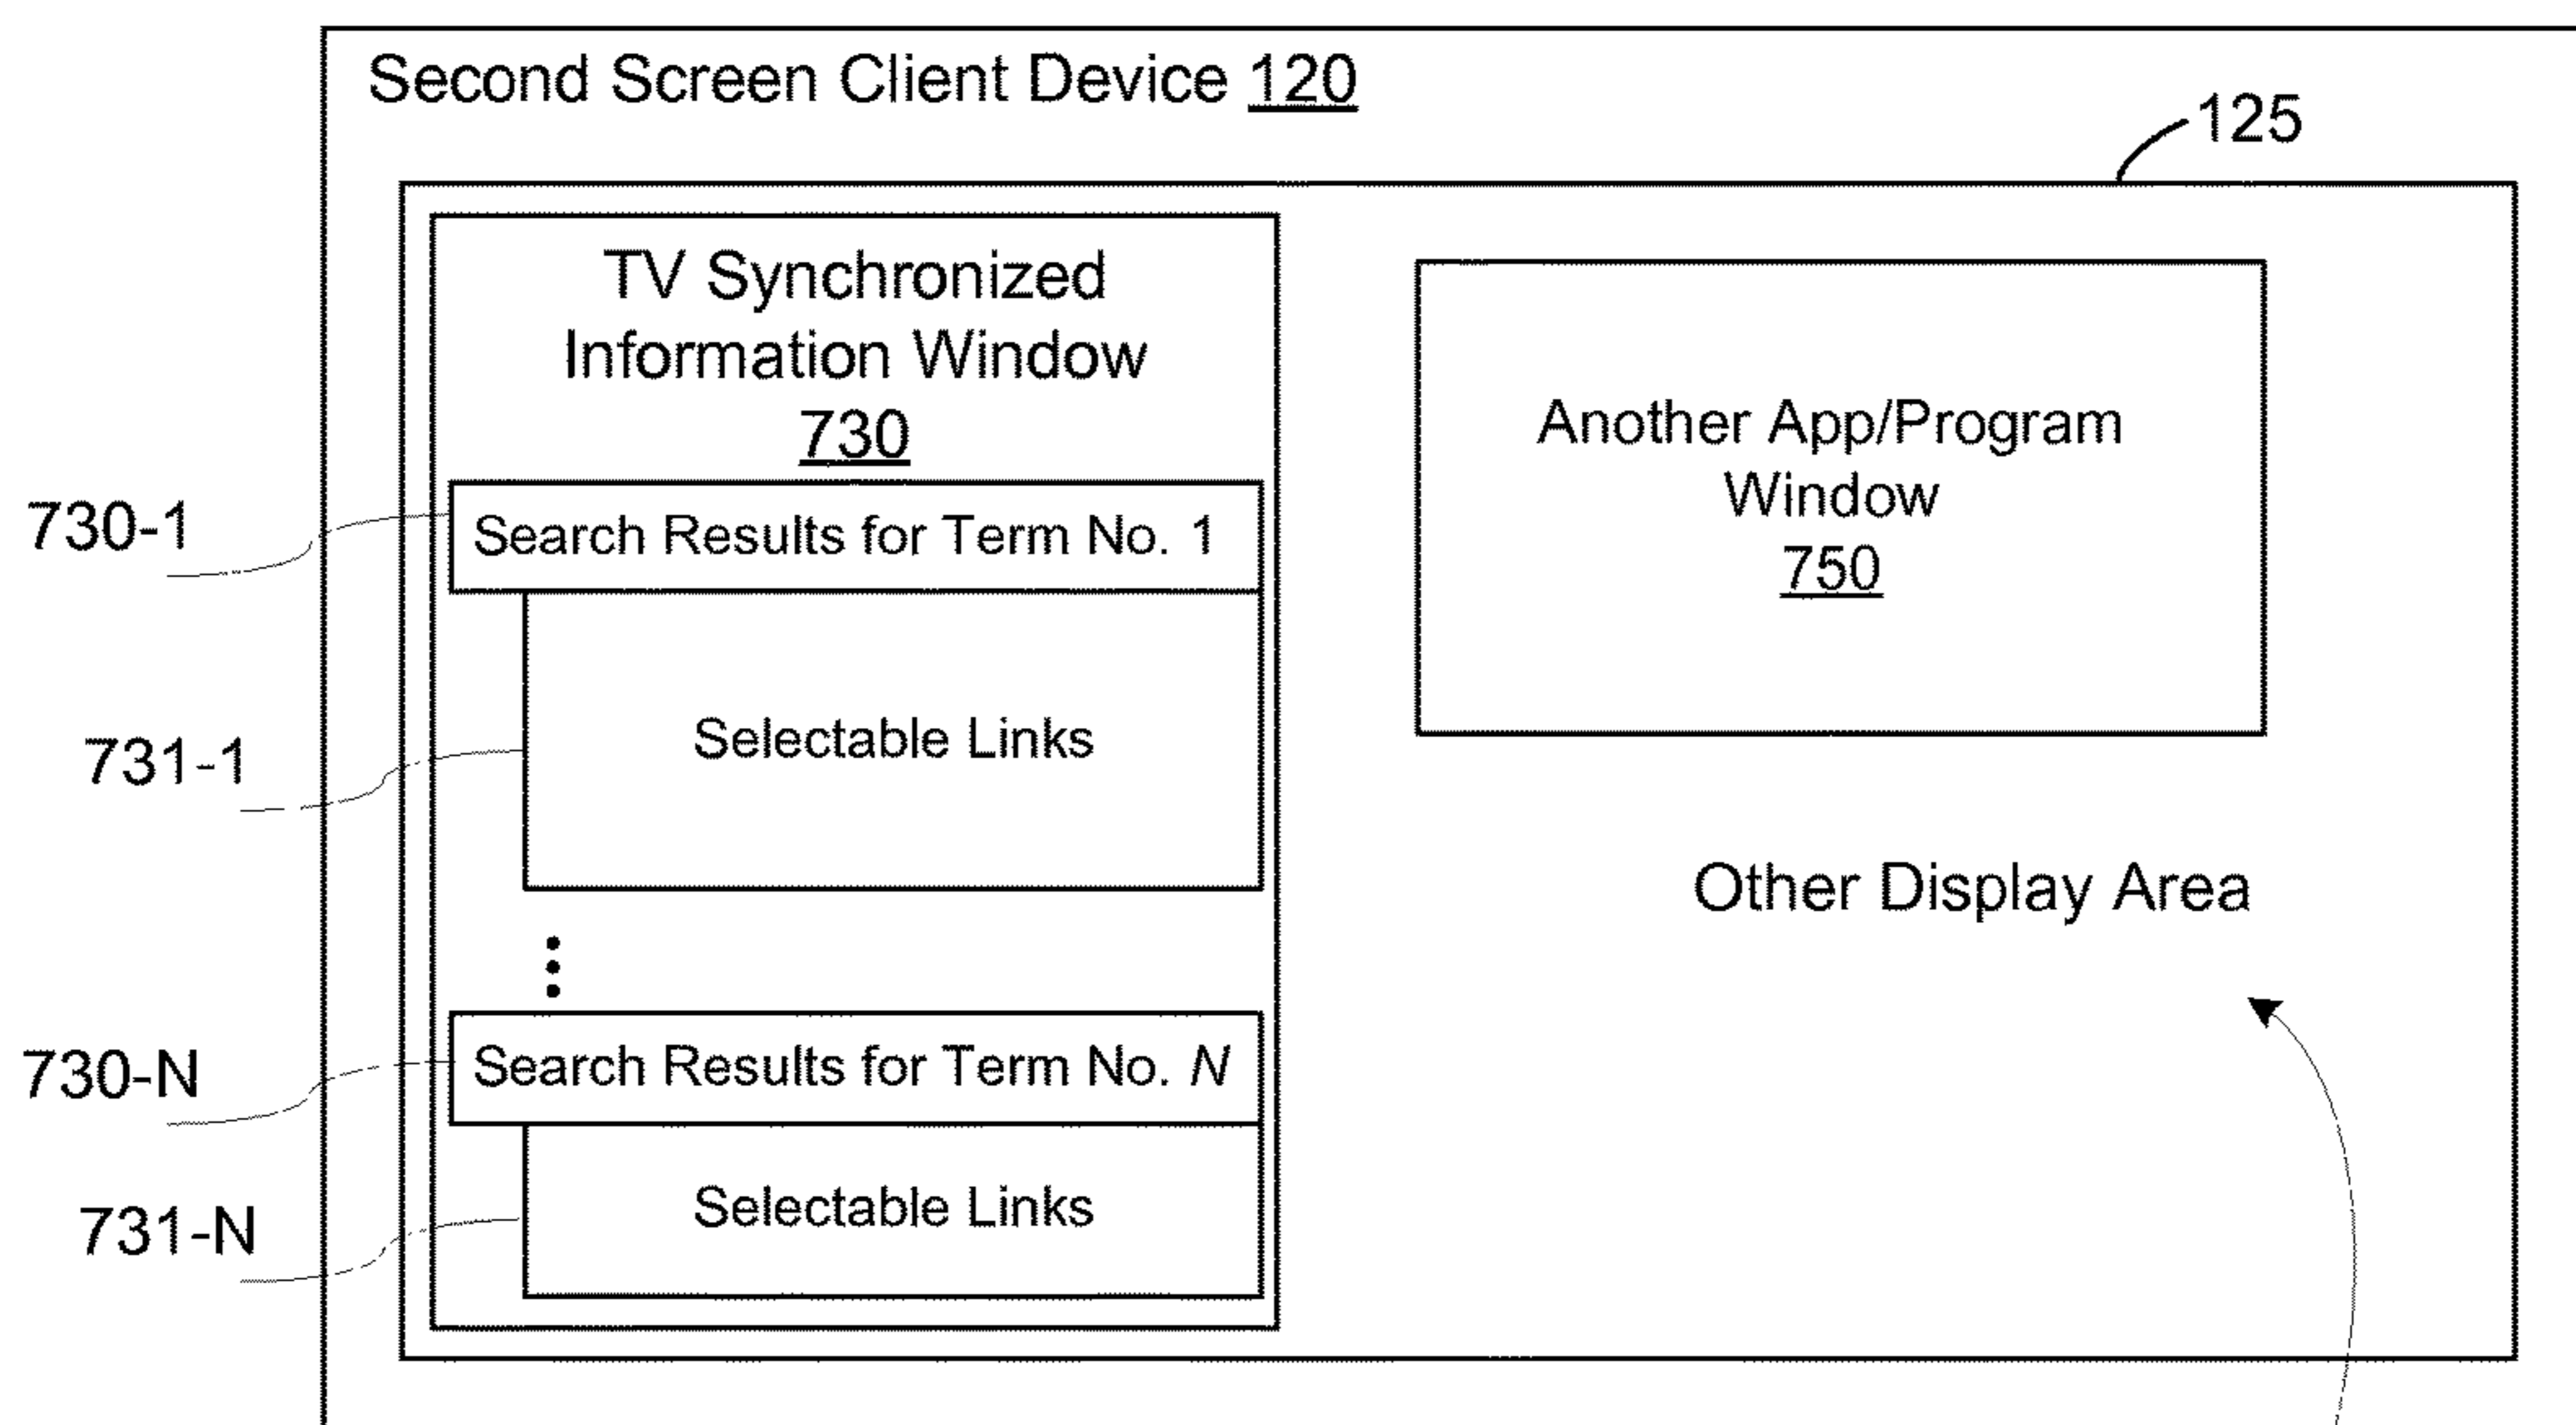 Second Screen Client Device 120
125
TV Synchronized
Information Window
730
730-1
Search Results for Term No. 1
731-1
Selectable Links
730-N
Search Results for Term No. N
731-N
Selectable Links
Another App/Program
Window
750
Other Display Area